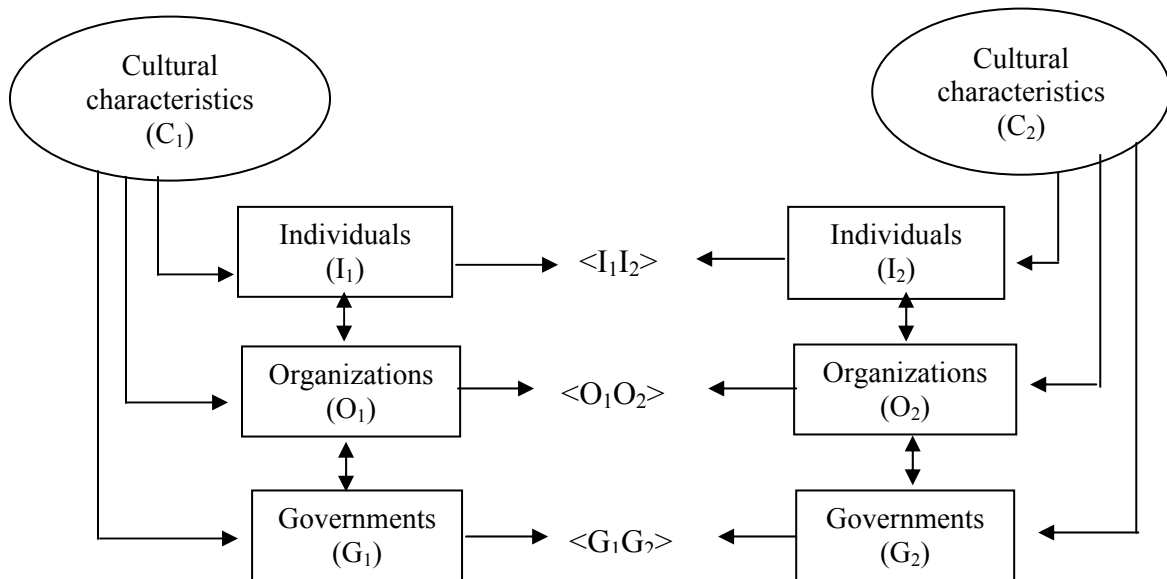 Cultural
characteristics
(C₁)
Cultural
characteristics
(C₂)
Individuals
(I₁)
<I₁I₂>
Individuals
(I₂)
Organizations
(O₁)
<O₁O₂>
Organizations
(O₂)
Governments
(G₁)
<G₁G₂>
Governments
(G₂)